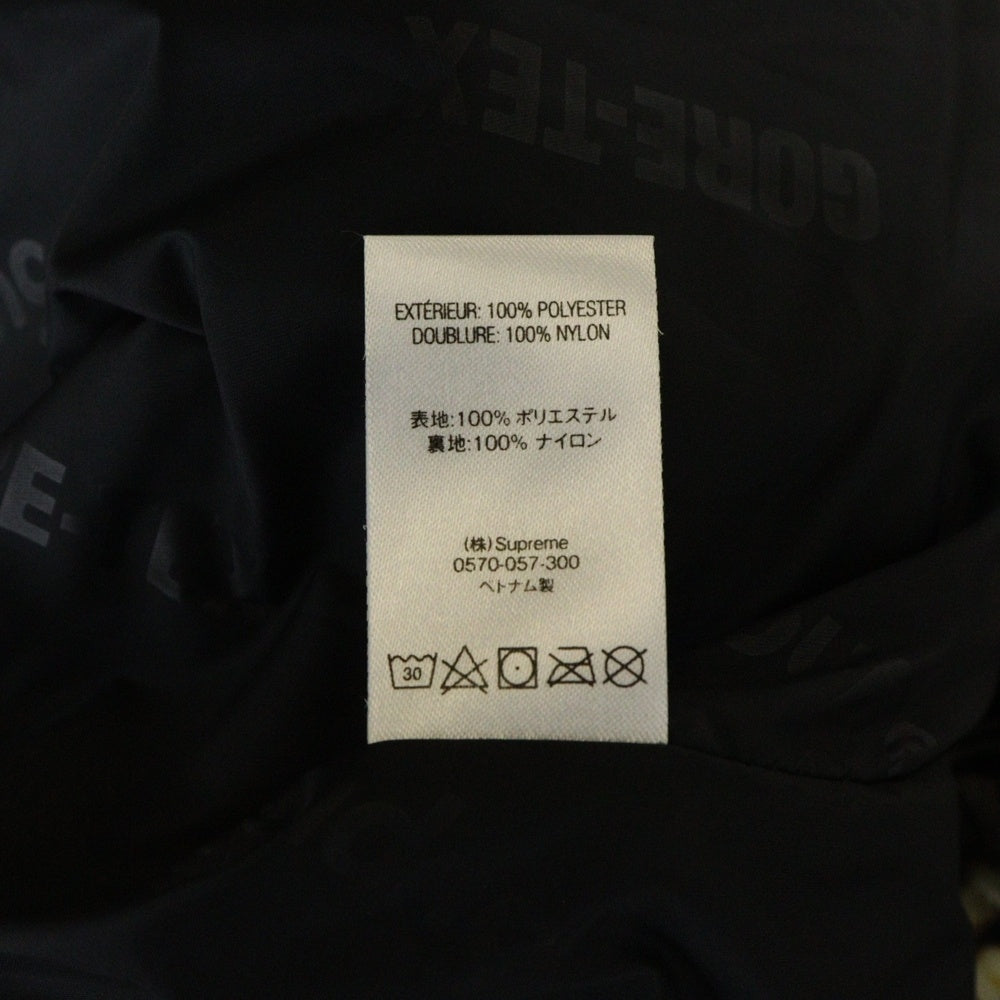 GORE-TEX
EXTÉRIEUR: 100% POLYESTER
DOUBLURE: 100% NYLON
表地:100% ポリエステル
裏地:100% ナイロン
(株)Supreme
0570-057-300
ベトナム製
30